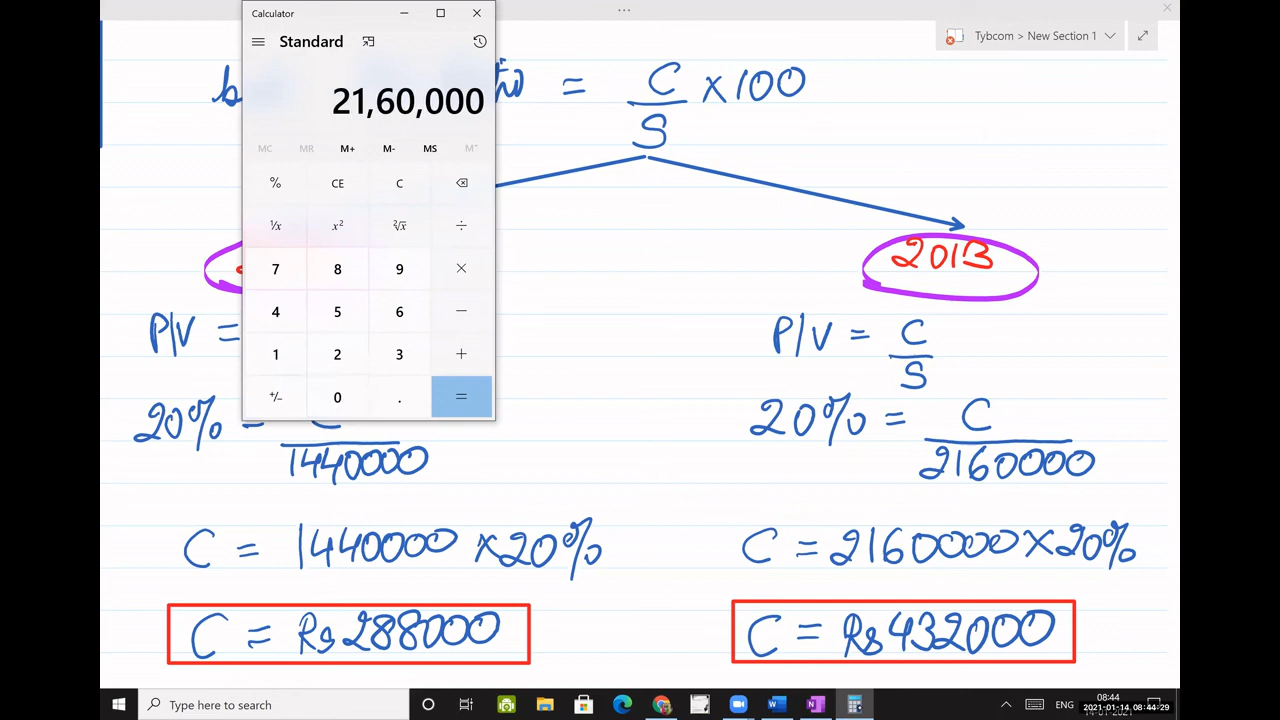 Calculator
Standard
21,60,000
MC MR M+ M- MS M˅
% CE C ⌫
¹/x x² ²√x ÷
7 8 9 ×
4 5 6 −
1 2 3 +
+/- 0 . =
Tybcom > New Section 1
= C/S × 100
2013
P/V =
20% =
1440000
C = 1440000 × 20%
C = Rs 288000
P/V = C/S
20% = C/2160000
C = 2160000 × 20%
C = Rs 432000
Type here to search
ENG
08:44
2021-01-14, 08:44:29